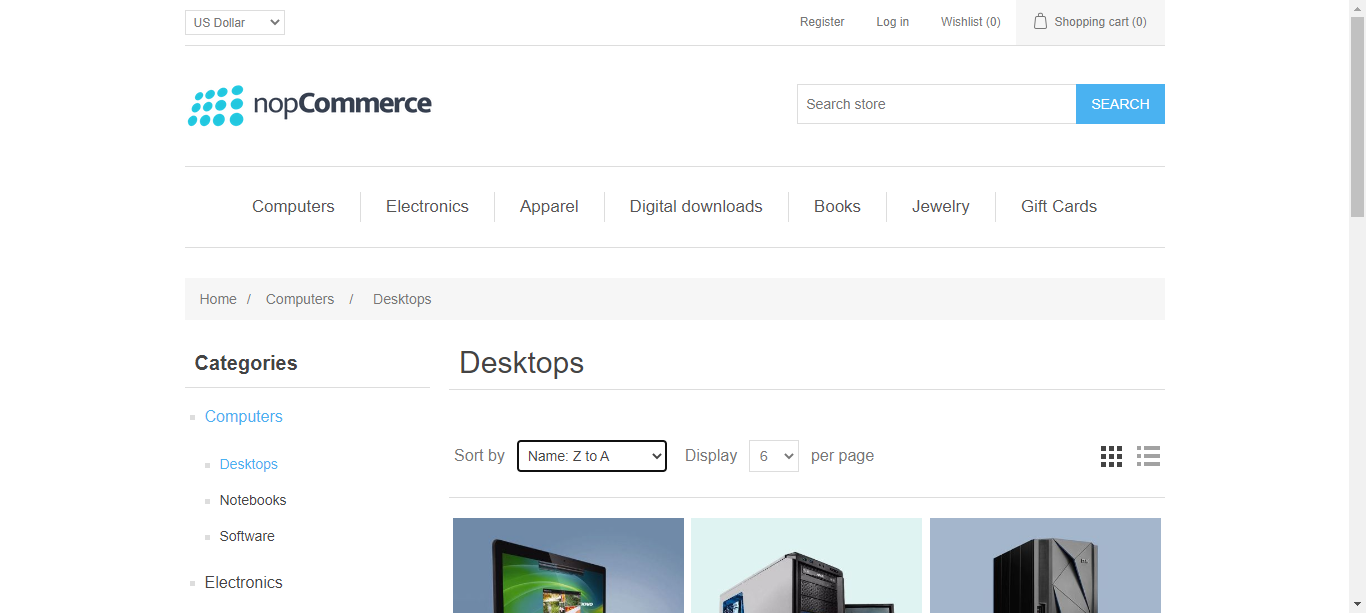 US Dollar Register Log in Wishlist (0) Shopping cart (0)
nopCommerce Search store SEARCH
Computers Electronics Apparel Digital downloads Books Jewelry Gift Cards
Home / Computers / Desktops
Categories
Computers
Desktops
Notebooks
Software
Electronics
Desktops
Sort by Name: Z to A Display 6 per page